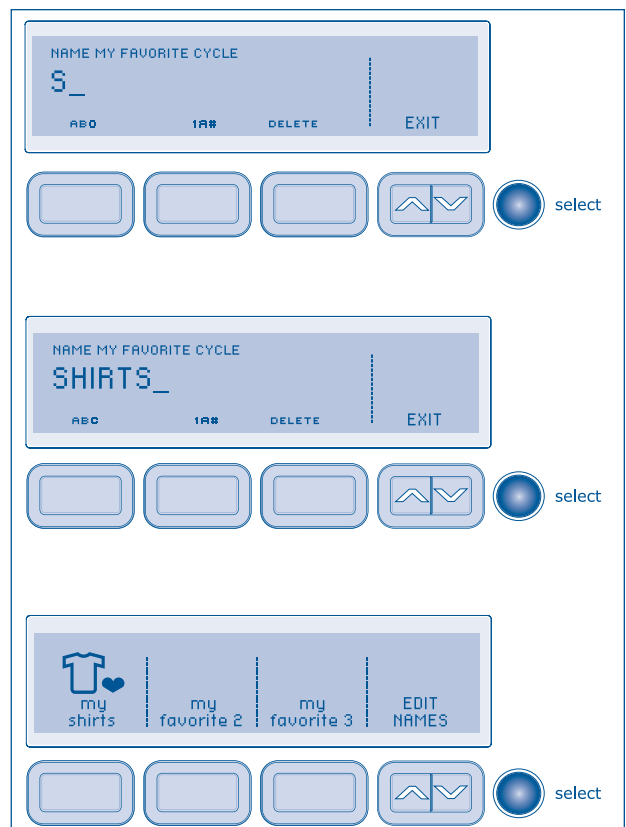 NAME MY FAVORITE CYCLE
S_
ABO 1A# DELETE EXIT
select
NAME MY FAVORITE CYCLE
SHIRTS_
ABC 1A# DELETE EXIT
select
my shirts
my favorite 2
my favorite 3
EDIT NAMES
select